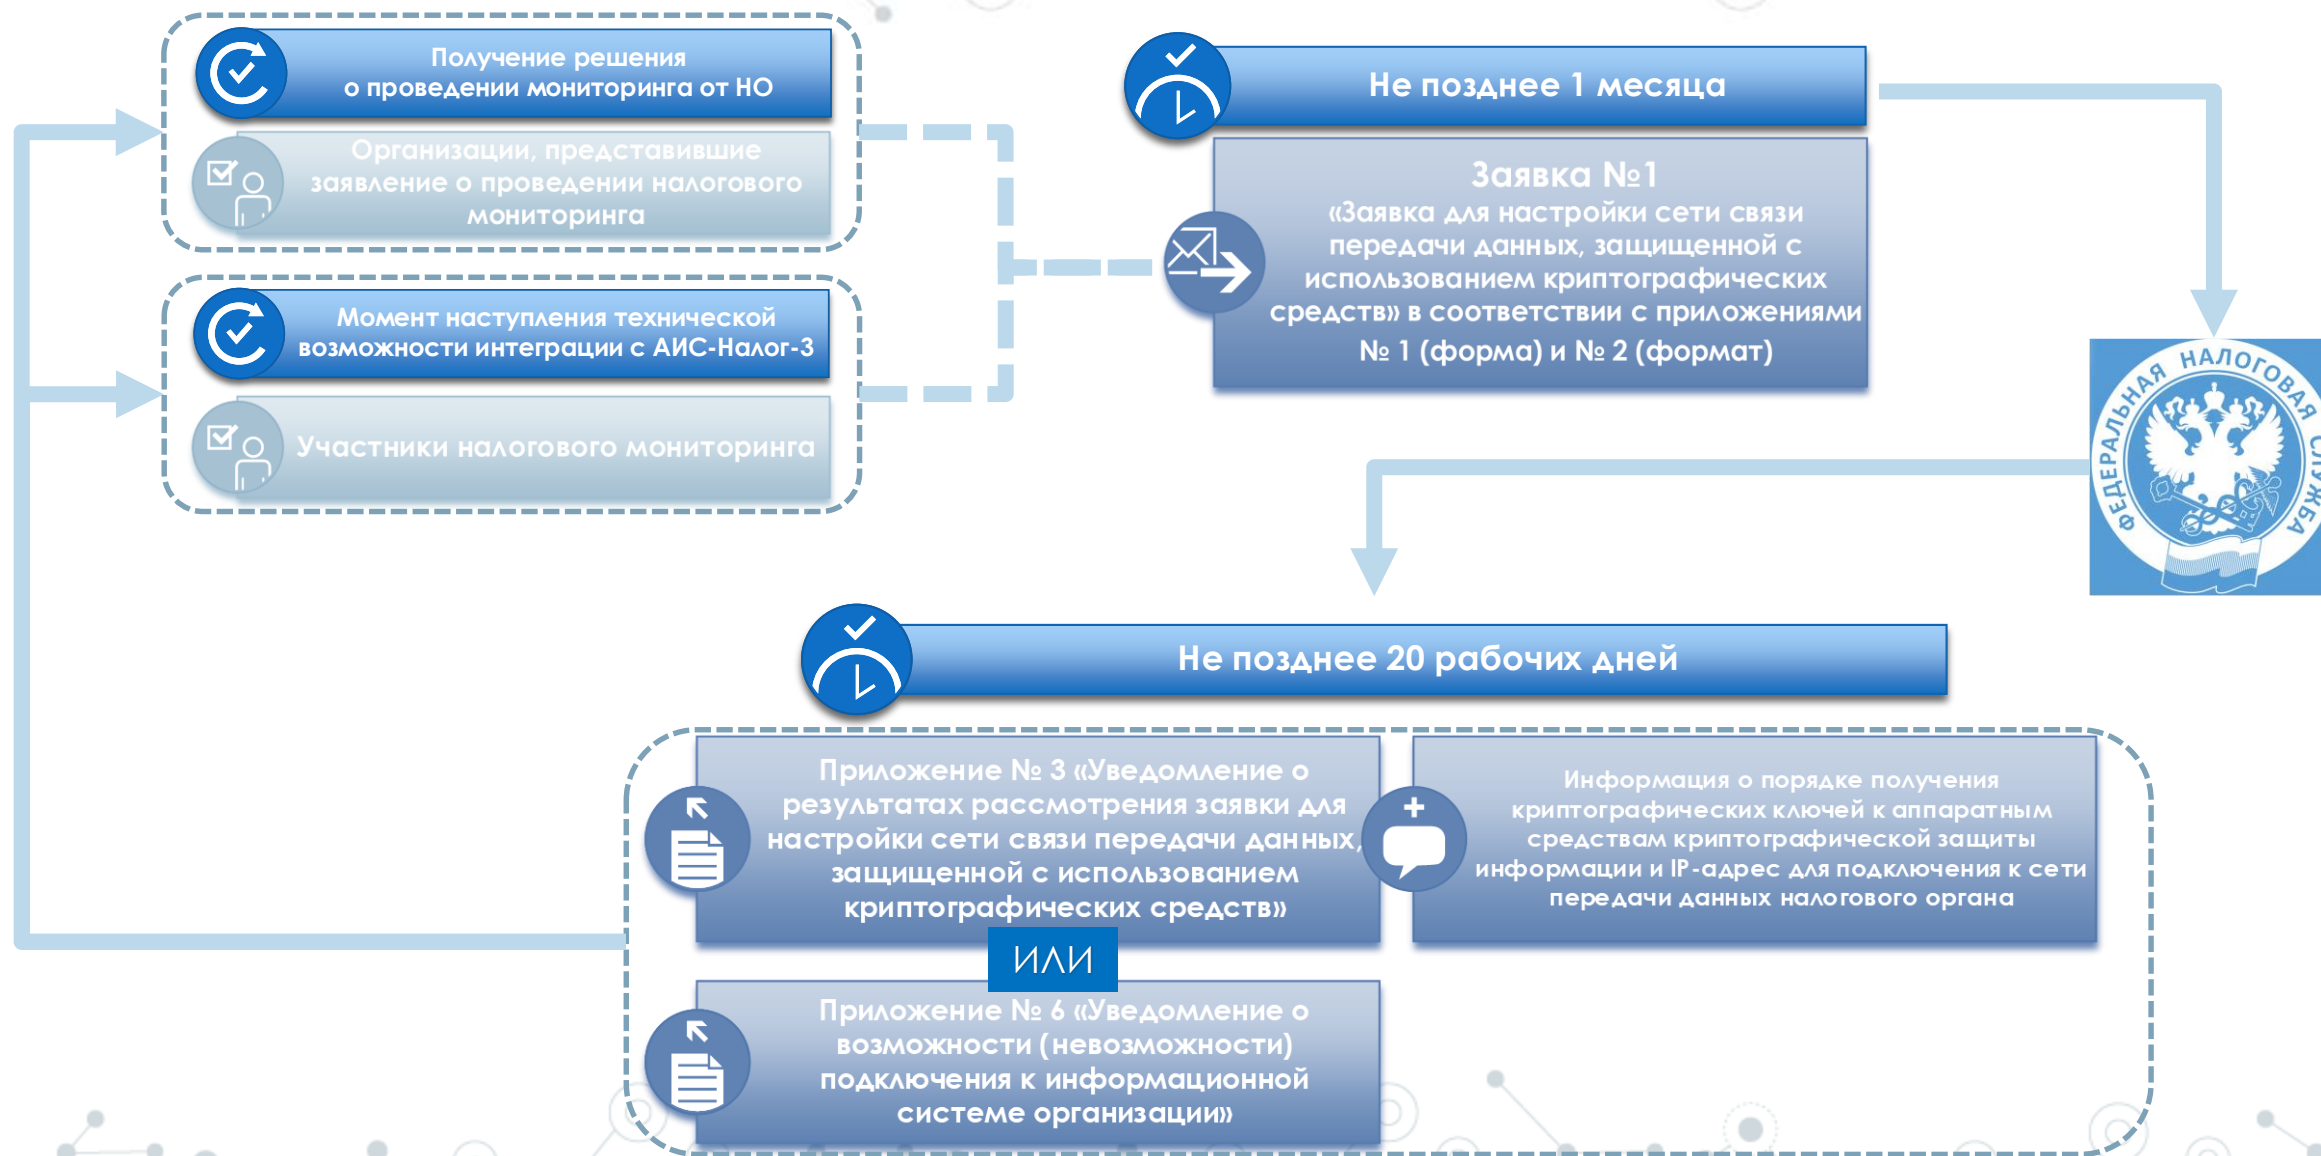 Получение решения
о проведении мониторинга от НО
Организации, представившие
заявление о проведении налогового
мониторинга
Момент наступления технической
возможности интеграции с АИС-Налог-3
Участники налогового мониторинга
Не позднее 1 месяца
Заявка №1
«Заявка для настройки сети связи
передачи данных, защищенной с
использованием криптографических
средств» в соответствии с приложениями
№ 1 (форма) и № 2 (формат)
ФЕДЕРАЛЬНАЯ НАЛОГОВАЯ СЛУЖБА
Не позднее 20 рабочих дней
Приложение № 3 «Уведомление о
результатах рассмотрения заявки для
настройки сети связи передачи данных,
защищенной с использованием
криптографических средств»
Информация о порядке получения
криптографических ключей к аппаратным
средствам криптографической защиты
информации и IP-адрес для подключения к сети
передачи данных налогового органа
ИЛИ
Приложение № 6 «Уведомление о
возможности (невозможности)
подключения к информационной
системе организации»